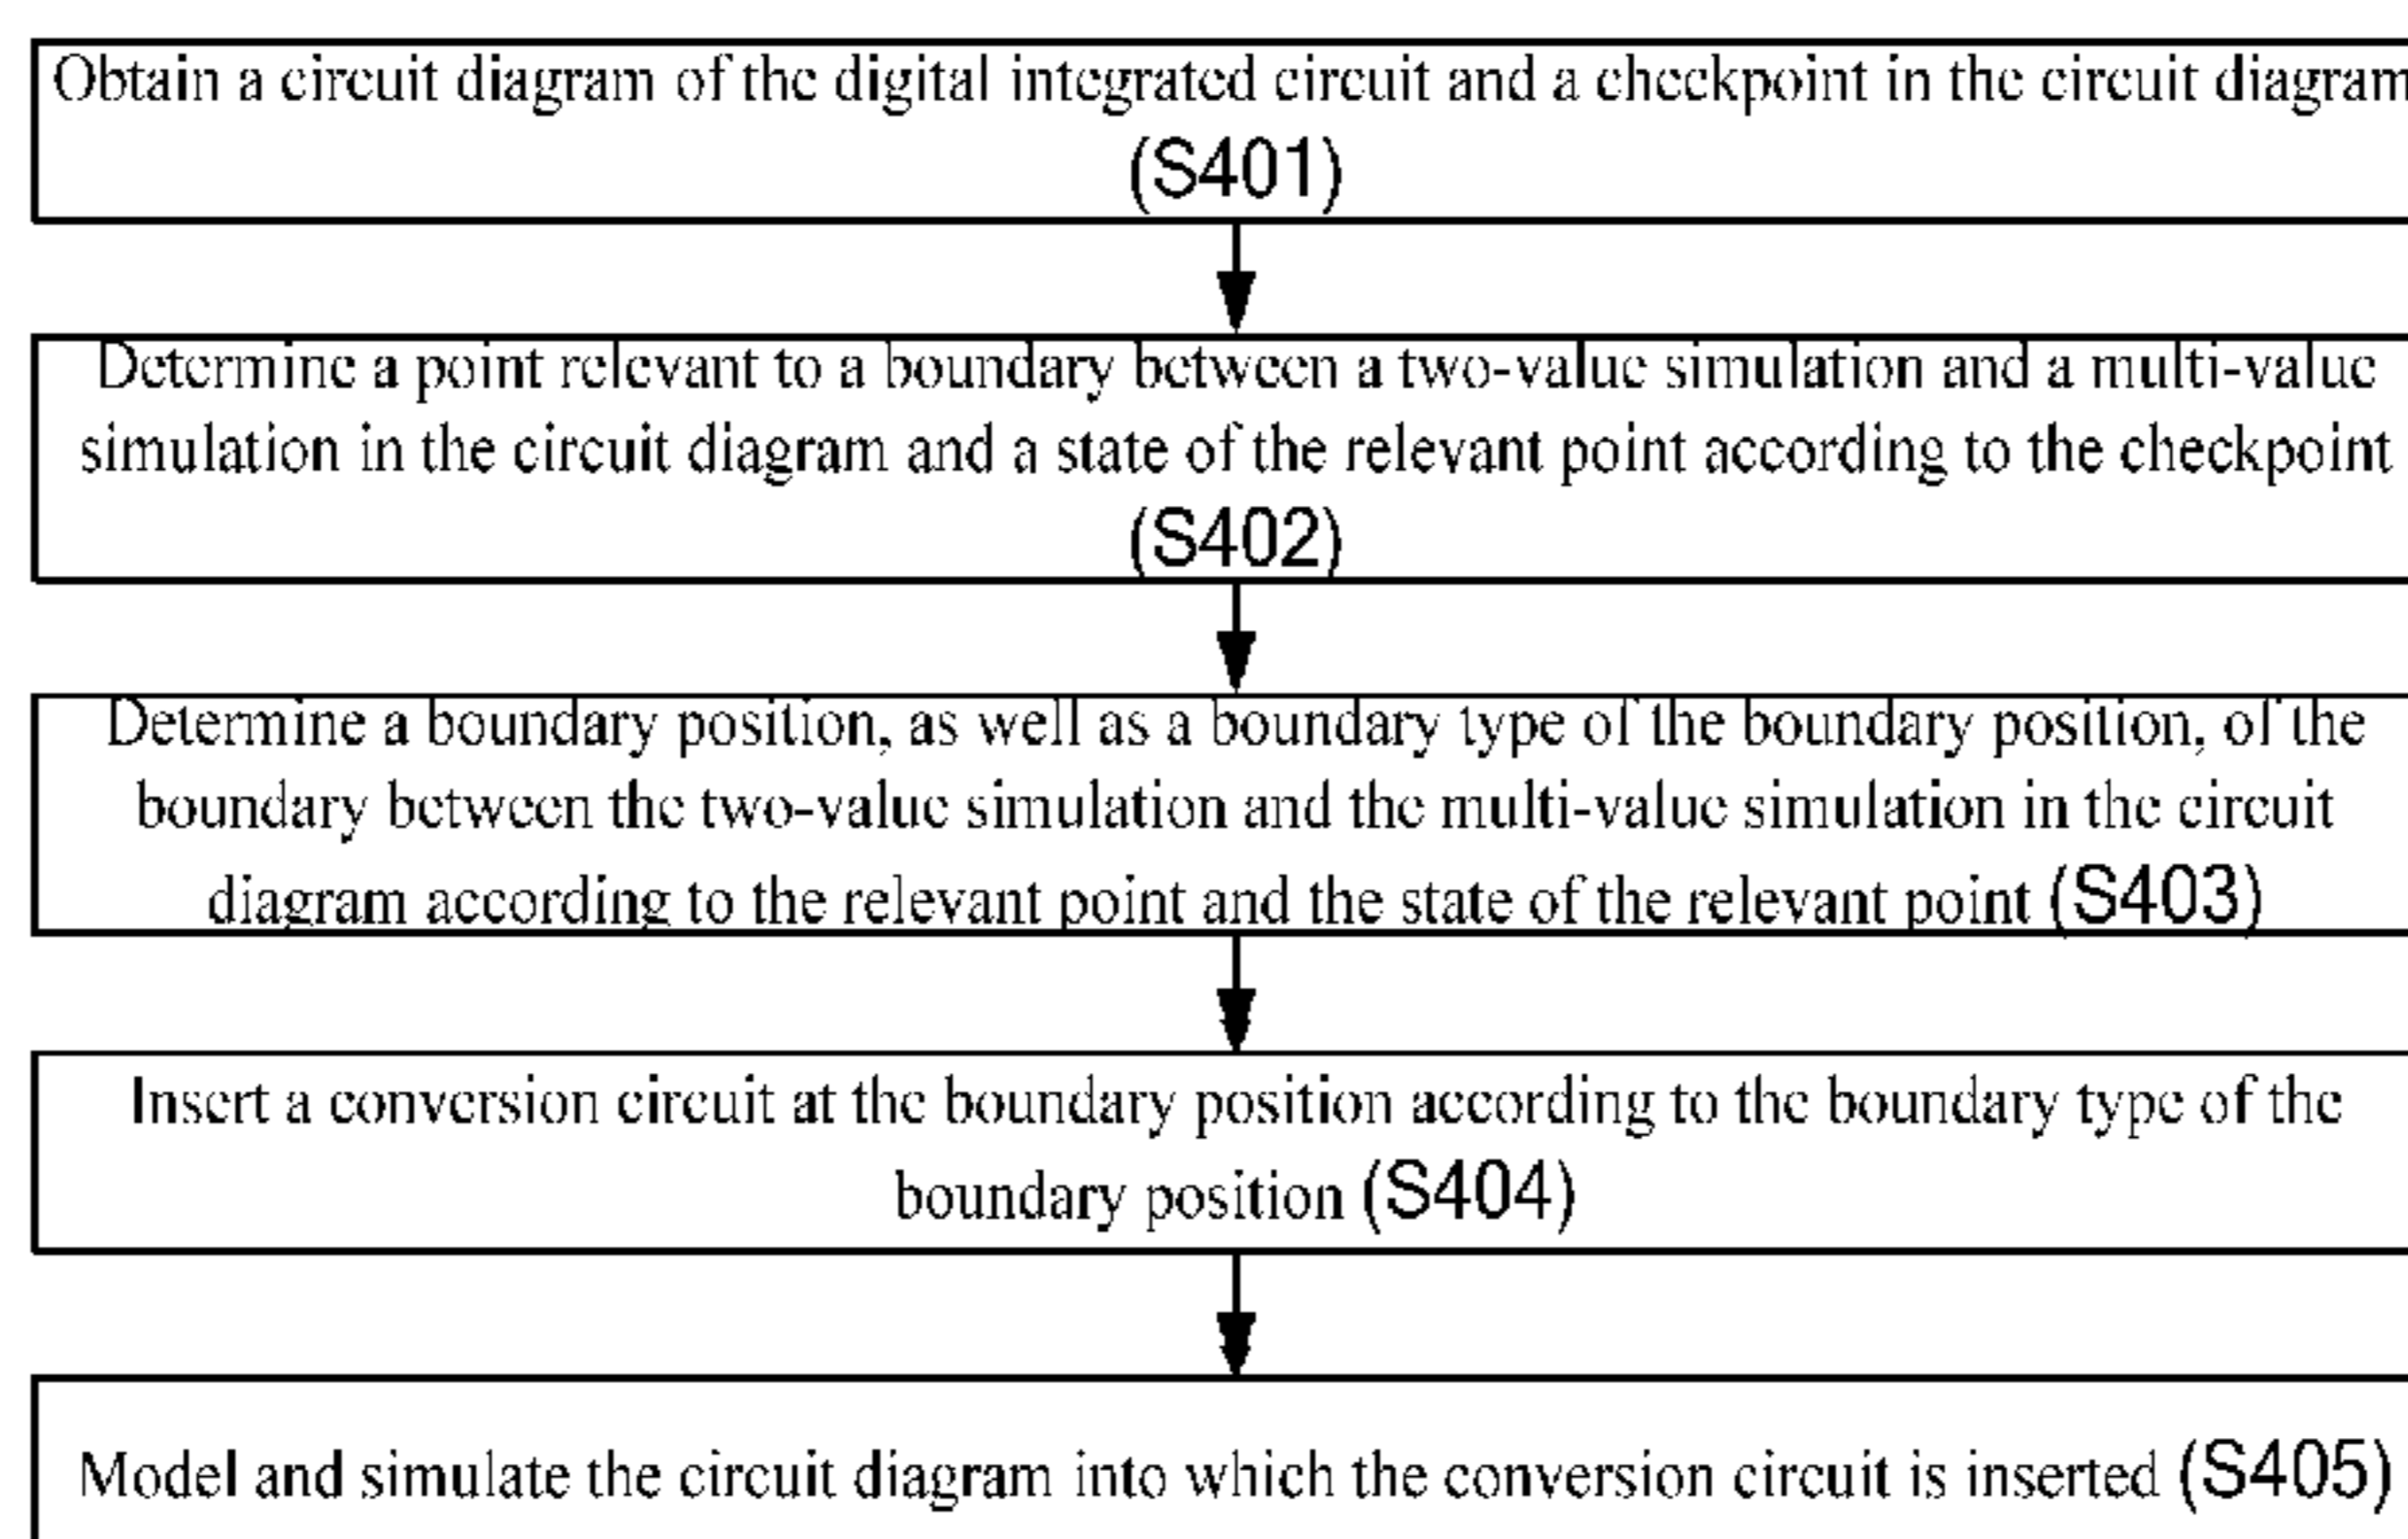 Obtain a circuit diagram of the digital integrated circuit and a checkpoint in the circuit diagram
(S401)
Determine a point relevant to a boundary between a two-value simulation and a multi-value
simulation in the circuit diagram and a state of the relevant point according to the checkpoint
(S402)
Determine a boundary position, as well as a boundary type of the boundary position, of the
boundary between the two-value simulation and the multi-value simulation in the circuit
diagram according to the relevant point and the state of the relevant point (S403)
Insert a conversion circuit at the boundary position according to the boundary type of the
boundary position (S404)
Model and simulate the circuit diagram into which the conversion circuit is inserted (S405)